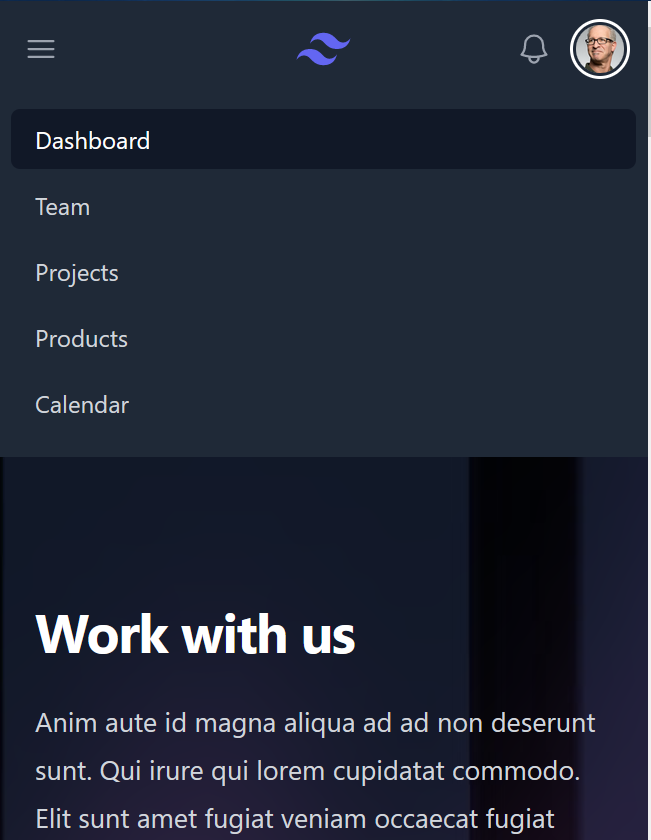 Dashboard
Team
Projects
Products
Calendar
Work with us
Anim aute id magna aliqua ad ad non deserunt
sunt. Qui irure qui lorem cupidatat commodo.
Elit sunt amet fugiat veniam occaecat fugiat